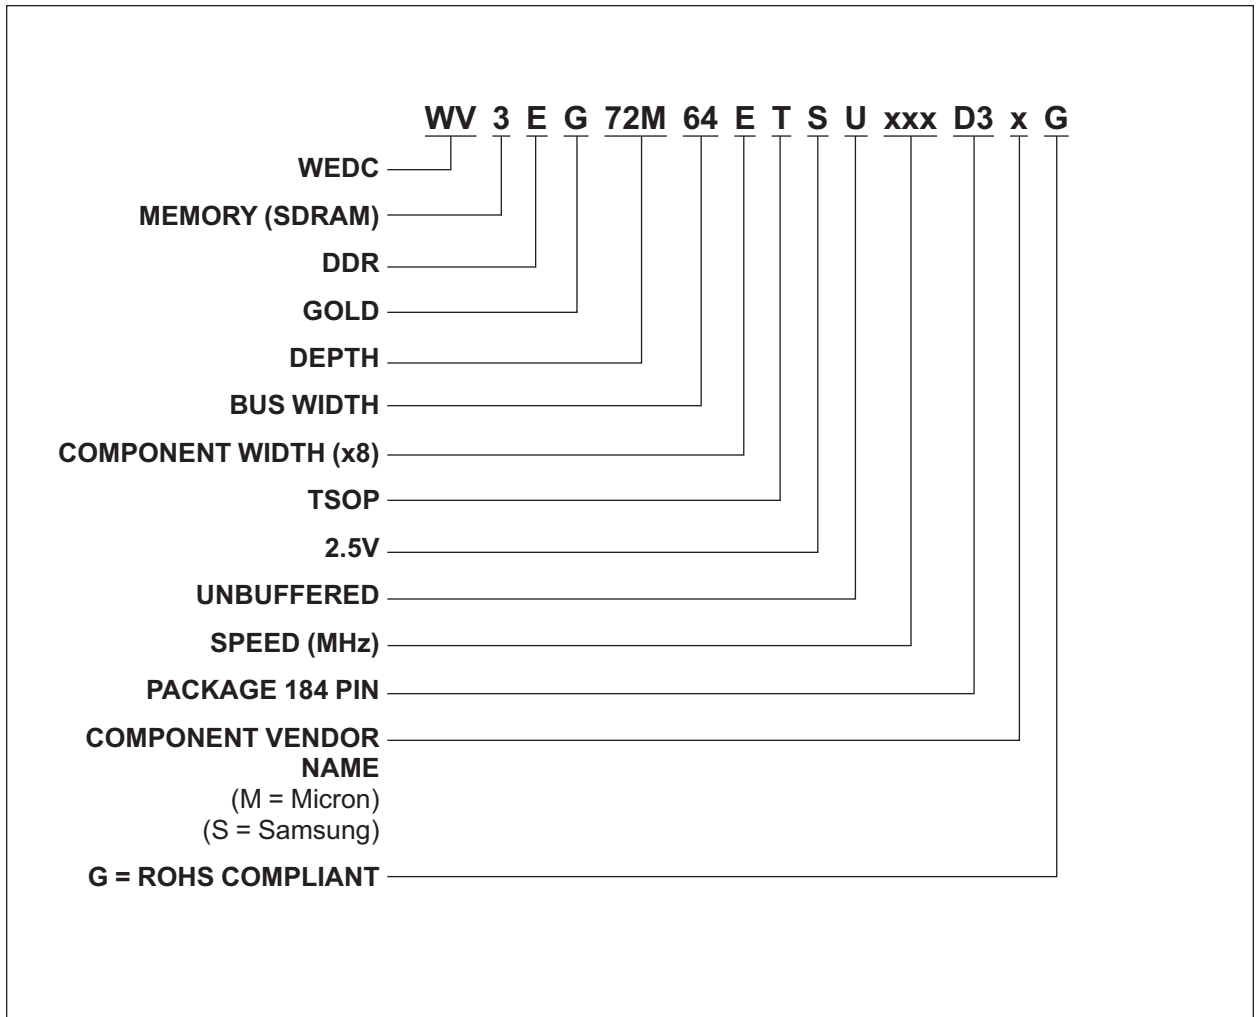 WV 3 E G 72M 64 E T S U xxx D3 x G
WEDC
MEMORY (SDRAM)
DDR
GOLD
DEPTH
BUS WIDTH
COMPONENT WIDTH (x8)
TSOP
2.5V
UNBUFFERED
SPEED (MHz)
PACKAGE 184 PIN
COMPONENT VENDOR
NAME
(M = Micron)
(S = Samsung)
G = ROHS COMPLIANT